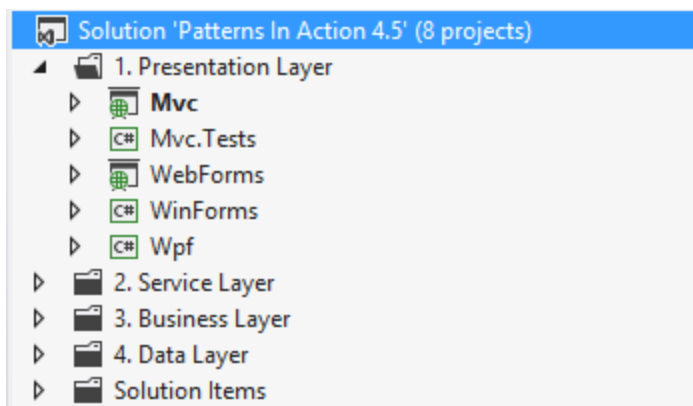 Solution 'Patterns In Action 4.5' (8 projects)
1. Presentation Layer
Mvc
C# Mvc.Tests
WebForms
C# WinForms
C# Wpf
2. Service Layer
3. Business Layer
4. Data Layer
Solution Items